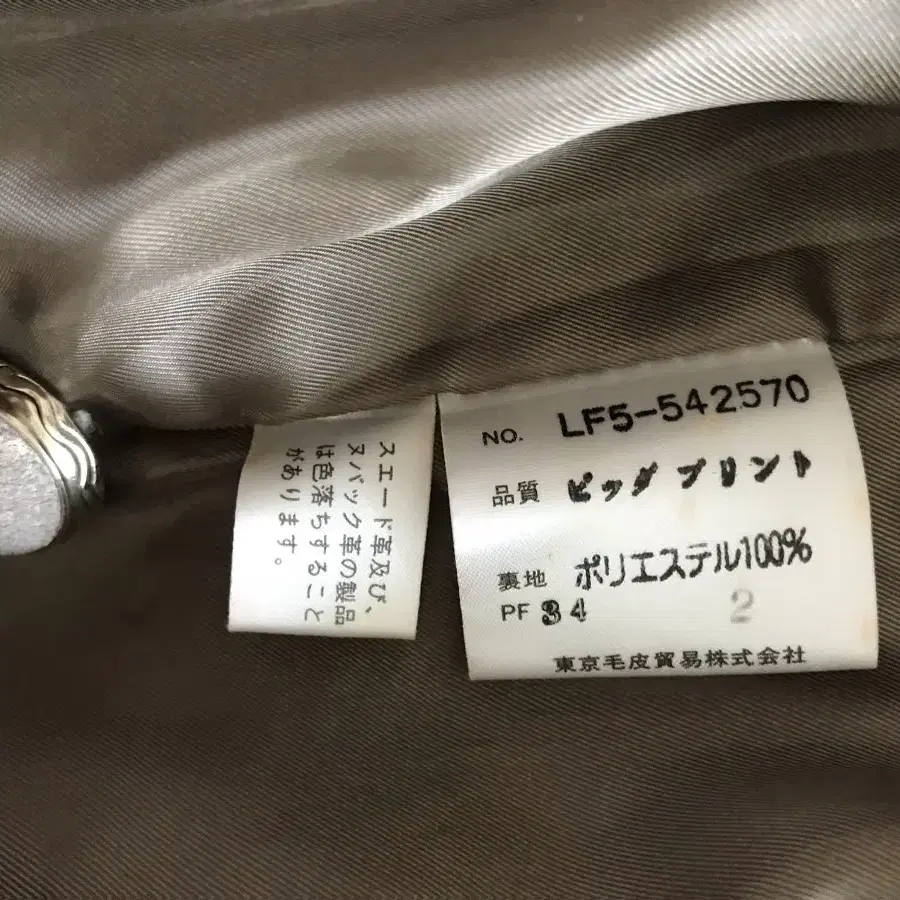 スエード革及び、
ヌバック革の製品
は色落ちすること
があります。
NO. LF5-542570
品質 ピッグ プリント
裏地 ポリエステル100%
PF 34 2
東京毛皮貿易株式会社